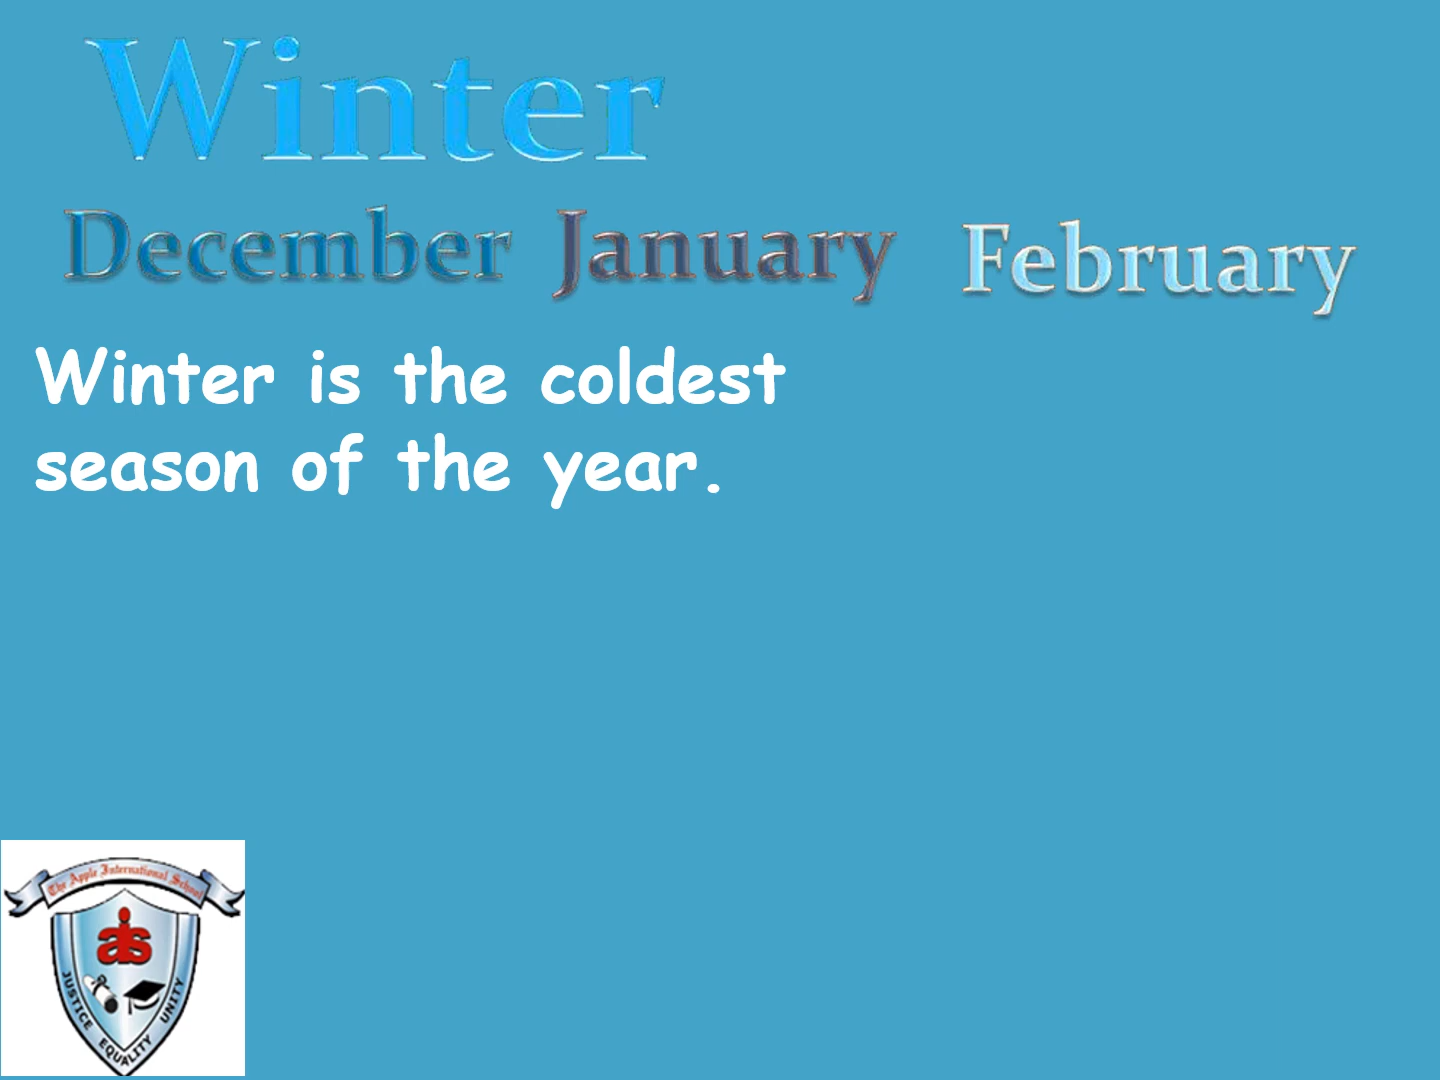 Winter
December January February
Winter is the coldest
season of the year.
The Apple International School
ais
JUSTICE EQUALITY UNITY